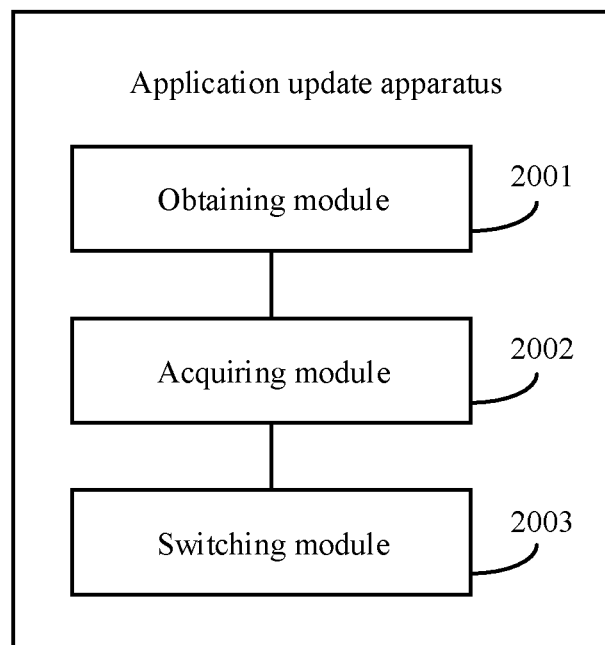 Application update apparatus
Obtaining module
2001
Acquiring module
2002
Switching module
2003